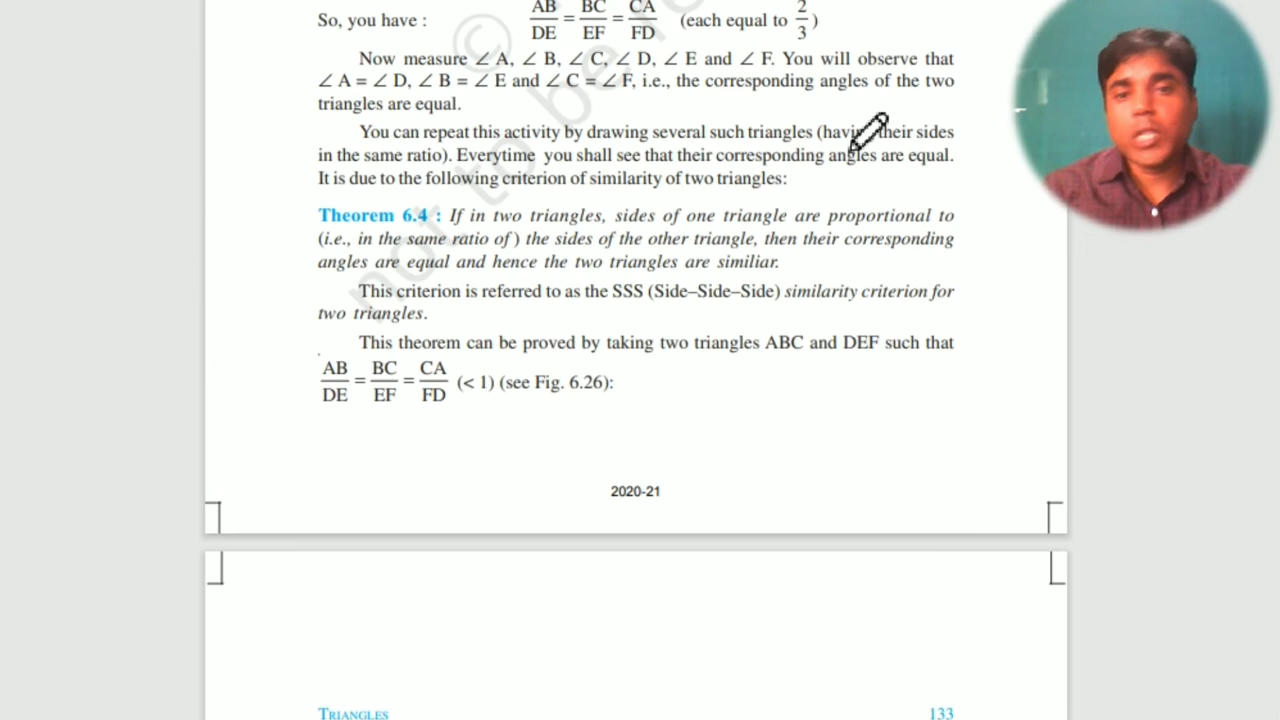 So, you have : AB/DE = BC/EF = CA/FD (each equal to 2/3)
Now measure ∠ A, ∠ B, ∠ C, ∠ D, ∠ E and ∠ F. You will observe that
∠ A = ∠ D, ∠ B = ∠ E and ∠ C = ∠ F, i.e., the corresponding angles of the two
triangles are equal.
You can repeat this activity by drawing several such triangles (having their sides
in the same ratio). Everytime you shall see that their corresponding angles are equal.
It is due to the following criterion of similarity of two triangles:
Theorem 6.4 : If in two triangles, sides of one triangle are proportional to
(i.e., in the same ratio of ) the sides of the other triangle, then their corresponding
angles are equal and hence the two triangles are similiar.
This criterion is referred to as the SSS (Side–Side–Side) similarity criterion for
two triangles.
This theorem can be proved by taking two triangles ABC and DEF such that
AB/DE = BC/EF = CA/FD (< 1) (see Fig. 6.26):
2020-21
TRIANGLES 133